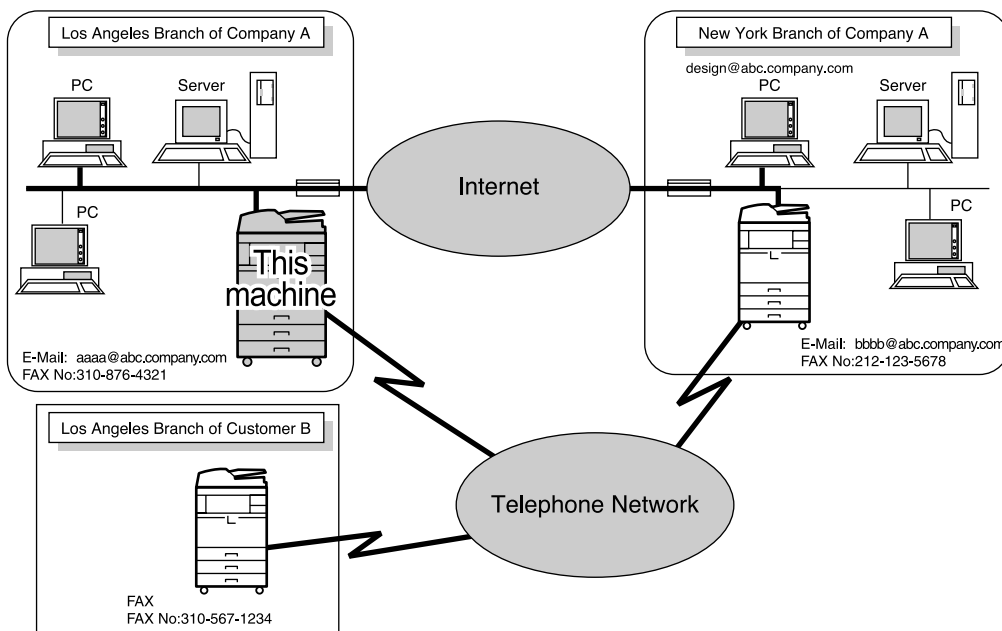 Los Angeles Branch of Company A
PC
Server
PC
This
machine
E-Mail: aaaa@abc.company.com
FAX No:310-876-4321
Internet
New York Branch of Company A
design@abc.company.com
PC
Server
PC
E-Mail: bbbb@abc.company.com
FAX No:212-123-5678
Los Angeles Branch of Customer B
FAX
FAX No:310-567-1234
Telephone Network